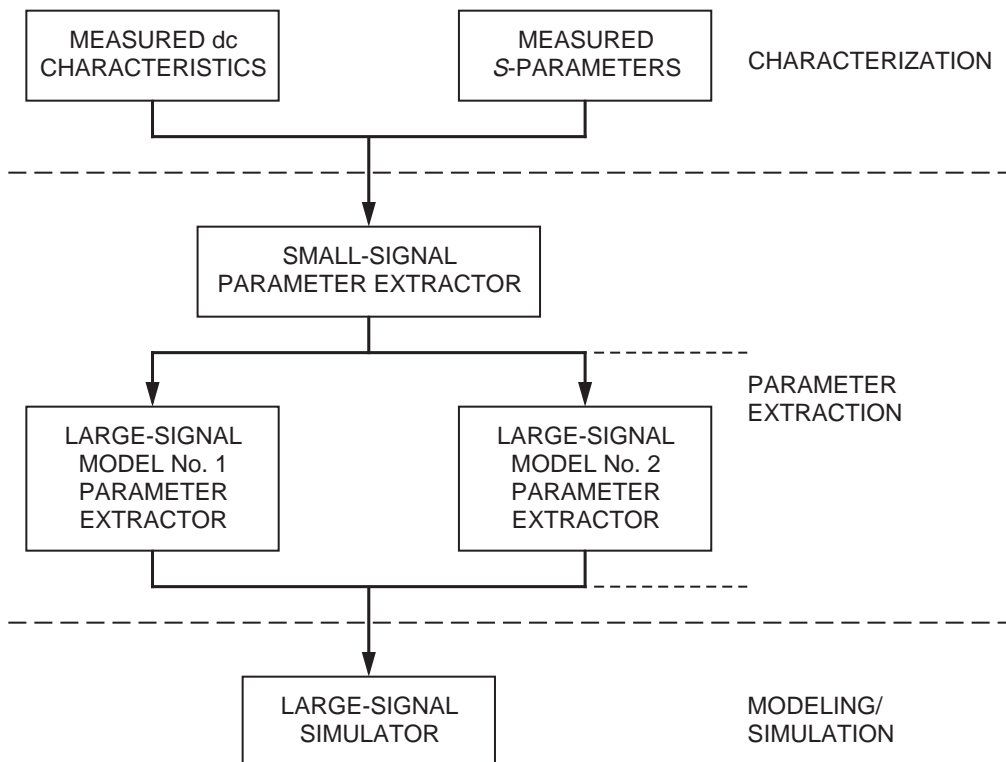 MEASURED dc
CHARACTERISTICS
MEASURED
S-PARAMETERS
CHARACTERIZATION
SMALL-SIGNAL
PARAMETER EXTRACTOR
PARAMETER
EXTRACTION
LARGE-SIGNAL
MODEL No. 1
PARAMETER
EXTRACTOR
LARGE-SIGNAL
MODEL No. 2
PARAMETER
EXTRACTOR
LARGE-SIGNAL
SIMULATOR
MODELING/
SIMULATION